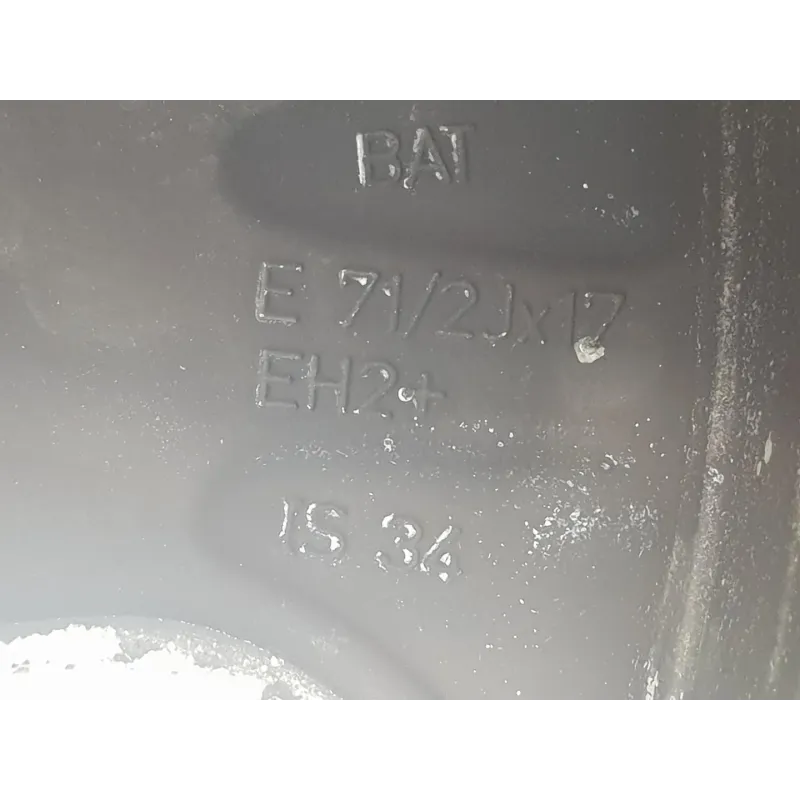 BAT
E 71/2Jx17
EH2+
IS 34